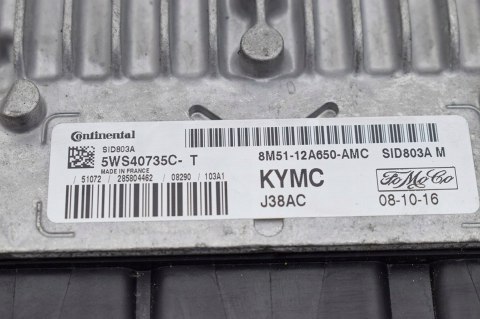 Continental
SID803A
5WS40735C- T
MADE IN FRANCE
51072 / 285804462 / 08290 / 103A1
8M51-12A650-AMC SID803A M
KYMC
J38AC
FoMoCo
08-10-16